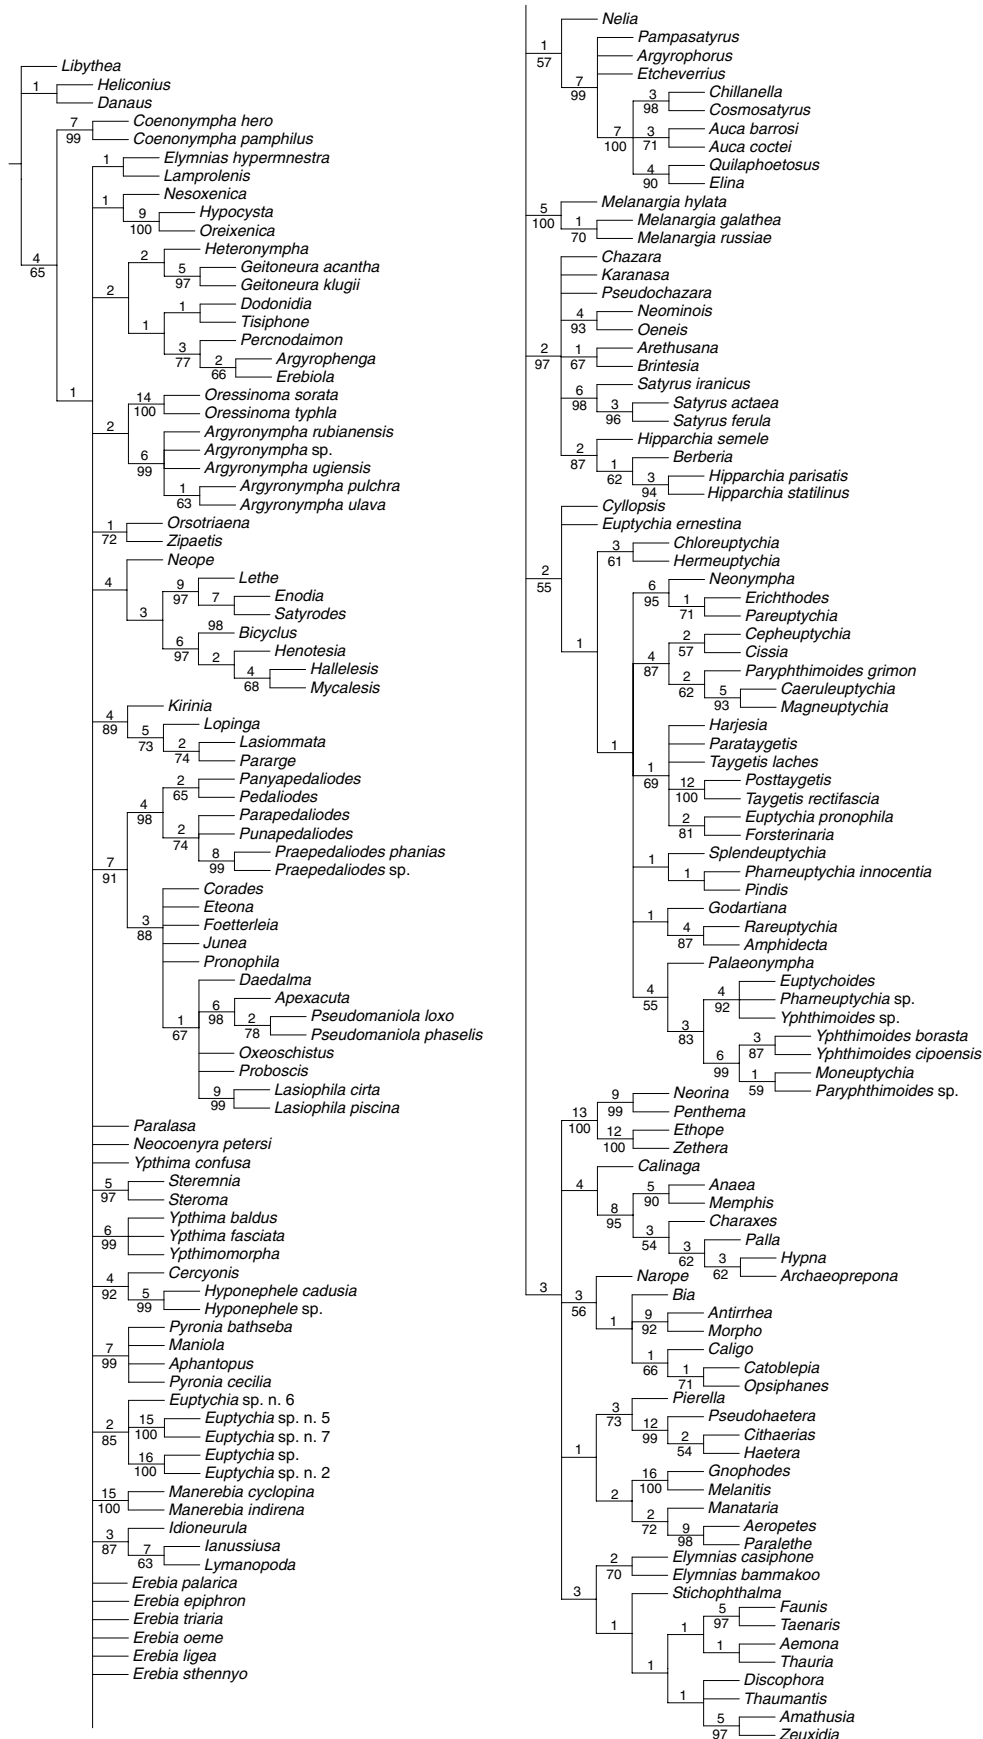 Libythea
1
Heliconius
Danaus
7
99
Coenonympha hero
Coenonympha pamphilus
4
65
1
1
Elymnias hypermnestra
Lamprolenis
1
Nesoxenica
9
100
Hypocysta
Oreixenica
2
2
Heteronympha
5
97
Geitoneura acantha
Geitoneura klugii
1
1
Dodonidia
Tisiphone
3
77
Percnodaimon
2
66
Argyrophenga
Erebiola
2
14
100
Oressinoma sorata
Oressinoma typhla
6
99
Argyronympha rubianensis
Argyronympha sp.
Argyronympha ugiensis
1
63
Argyronympha pulchra
Argyronympha ulava
1
72
Orsotriaena
Zipaetis
4
Neope
3
9
97
Lethe
7
98
Enodia
Satyrodes
6
97
Bicyclus
2
Henotesia
4
68
Hallelesis
Mycalesis
4
89
Kirinia
5
73
Lopinga
2
74
Lasiommata
Pararge
7
91
4
98
2
65
Panyapedaliodes
Pedaliodes
2
74
Parapedaliodes
Punapedaliodes
8
99
Praepedaliodes phanias
Praepedaliodes sp.
3
88
Corades
Eteona
Foetterleia
Junea
Pronophila
1
67
Daedalma
6
98
Apexacuta
2
78
Pseudomaniola loxo
Pseudomaniola phaselis
Oxeoschistus
Proboscis
9
99
Lasiophila cirta
Lasiophila piscina
Paralasa
Neocoenyra petersi
Ypthima confusa
5
97
Steremnia
Steroma
6
99
Ypthima baldus
Ypthima fasciata
Ypthimomorpha
4
92
Cercyonis
5
99
Hyponephele cadusia
Hyponephele sp.
7
99
Pyronia bathseba
Maniola
Aphantopus
Pyronia cecilia
2
85
Euptychia sp. n. 6
15
100
Euptychia sp. n. 5
Euptychia sp. n. 7
16
100
Euptychia sp.
Euptychia sp. n. 2
15
100
Manerebia cyclopina
Manerebia indirena
3
87
Idioneurula
7
63
Ianussiusa
Lymanopoda
Erebia palarica
Erebia epiphron
Erebia triaria
Erebia oeme
Erebia ligea
Erebia sthennyo
1
57
Nelia
7
99
Pampasatyrus
Argyrophorus
Etcheverrius
7
100
3
98
Chillanella
Cosmosatyrus
3
71
Auca barrosi
Auca coctei
4
90
Quilaphoetosus
Elina
5
100
Melanargia hylata
1
70
Melanargia galathea
Melanargia russiae
2
97
Chazara
Karanasa
Pseudochazara
4
93
Neominois
Oeneis
1
67
Arethusana
Brintesia
6
98
Satyrus iranicus
3
96
Satyrus actaea
Satyrus ferula
2
87
Hipparchia semele
1
62
Berberia
3
94
Hipparchia parisatis
Hipparchia statilinus
2
55
Cyllopsis
Euptychia ernestina
1
3
61
Chloreuptychia
Hermeuptychia
1
6
95
Neonympha
1
71
Erichthodes
Pareuptychia
4
87
2
57
Cepheuptychia
Cissia
2
62
Paryphthimoides grimon
5
93
Caeruleuptychia
Magneuptychia
1
69
Harjesia
Parataygetis
Taygetis laches
12
100
Posttaygetis
Taygetis rectifascia
2
81
Euptychia pronophila
Forsterinaria
1
Splendeuptychia
1
Pharneuptychia innocentia
Pindis
1
Godartiana
4
87
Rareuptychia
Amphidecta
4
55
Palaeonympha
3
83
4
92
Euptychoides
Pharneuptychia sp.
Yphthimoides sp.
6
99
3
87
Yphthimoides borasta
Yphthimoides cipoensis
1
59
Moneuptychia
Paryphthimoides sp.
3
13
100
9
99
Neorina
Penthema
12
100
Ethope
Zethera
4
Calinaga
8
95
5
90
Anaea
Memphis
3
54
Charaxes
3
62
Palla
3
62
Hypna
Archaeoprepona
3
56
Narope
1
Bia
9
92
Antirrhea
Morpho
1
66
Caligo
1
71
Catoblepia
Opsiphanes
1
3
73
Pierella
12
99
Pseudohaetera
2
54
Cithaerias
Haetera
2
16
100
Gnophodes
Melanitis
2
72
Manataria
9
98
Aeropetes
Paralethe
3
2
70
Elymnias casiphone
Elymnias bammakoo
1
Stichophthalma
1
1
5
97
Faunis
Taenaris
1
Aemona
Thauria
1
Discophora
Thaumantis
5
97
Amathusia
Zeuxidia